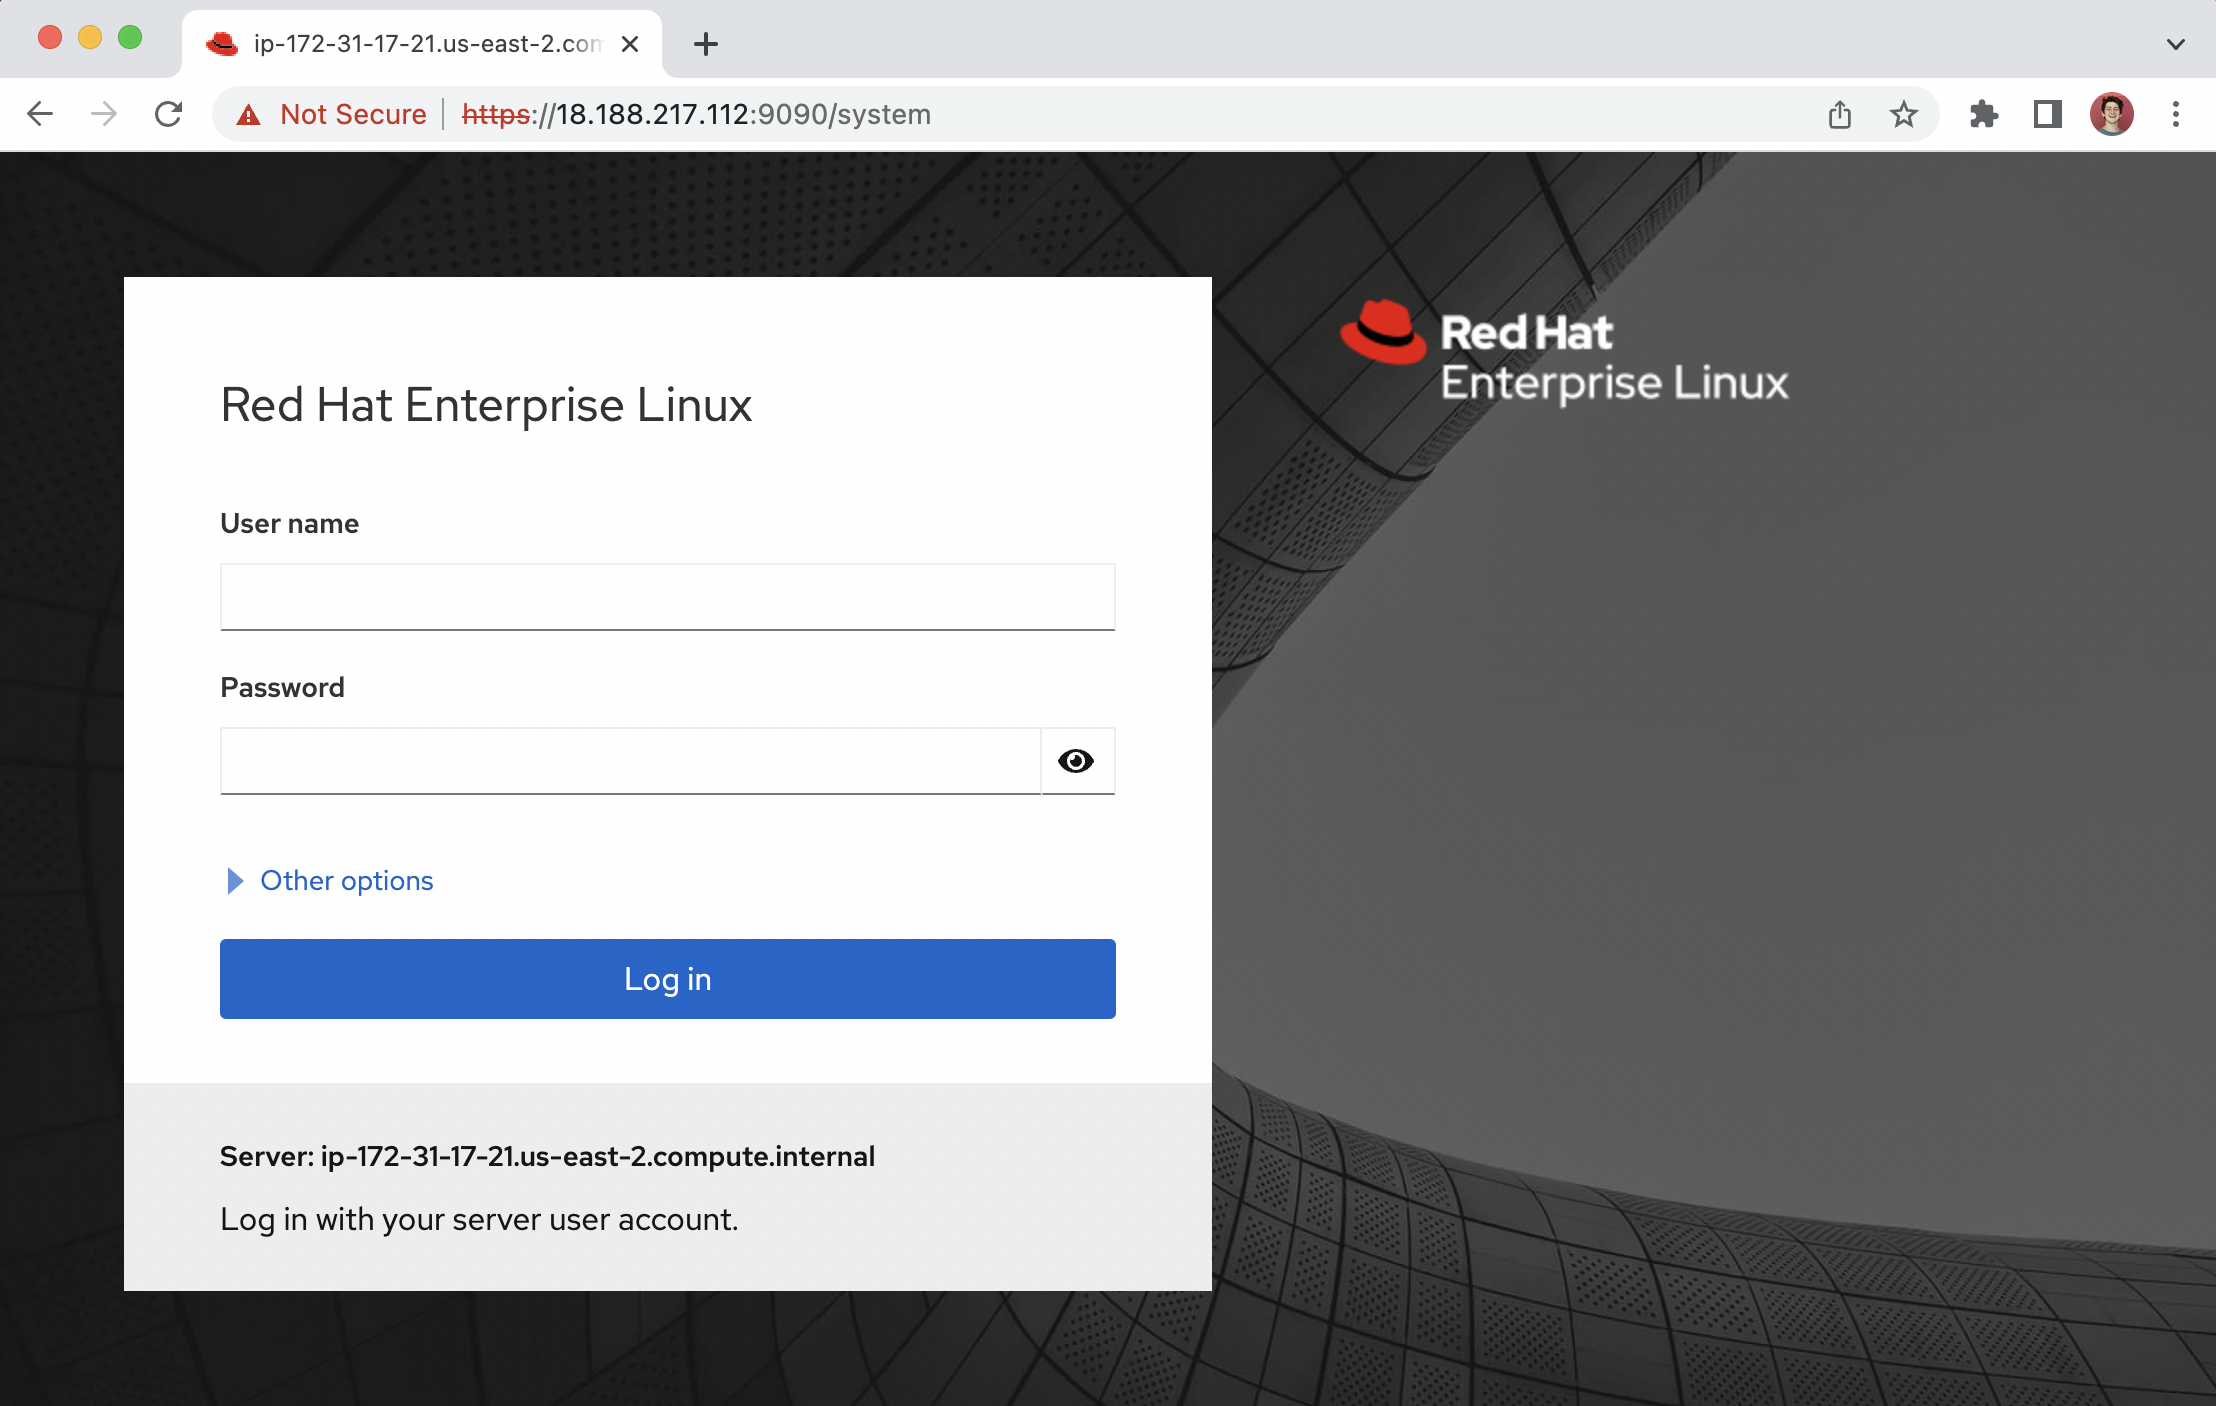 ip-172-31-17-21.us-east-2.com
Not Secure
https://18.188.217.112:9090/system
Red Hat
Enterprise Linux
Red Hat Enterprise Linux
User name
Password
Other options
Log in
Server: ip-172-31-17-21.us-east-2.compute.internal
Log in with your server user account.